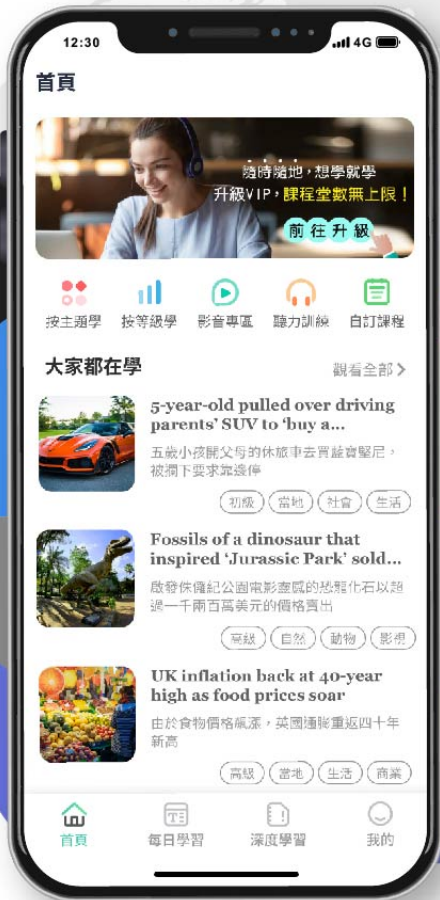 12:30
4G
首頁
隨時隨地，想學就學
升級VIP，課程堂數無上限！
前往升級
按主題學 按等級學 影音專區 聽力訓練 自訂課程
大家都在學 觀看全部
5-year-old pulled over driving
parents' SUV to 'buy a...
五歲小孩開父母的休旅車去買藍寶堅尼，
被攔下要求靠邊停
初級 當地 社會 生活
Fossils of a dinosaur that
inspired 'Jurassic Park' sold...
啟發侏儸紀公園電影靈感的恐龍化石以超
過一千兩百萬美元的價格賣出
高級 自然 動物 影視
UK inflation back at 40-year
high as food prices soar
由於食物價格飆漲，英國通膨重返四十年
新高
高級 當地 生活 商業
首頁 每日學習 深度學習 我的